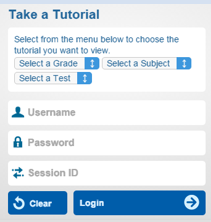 Take a Tutorial
Select from the menu below to choose the
tutorial you want to view.
Select a Grade Select a Subject
Select a Test
Username
Password
Session ID
Clear Login